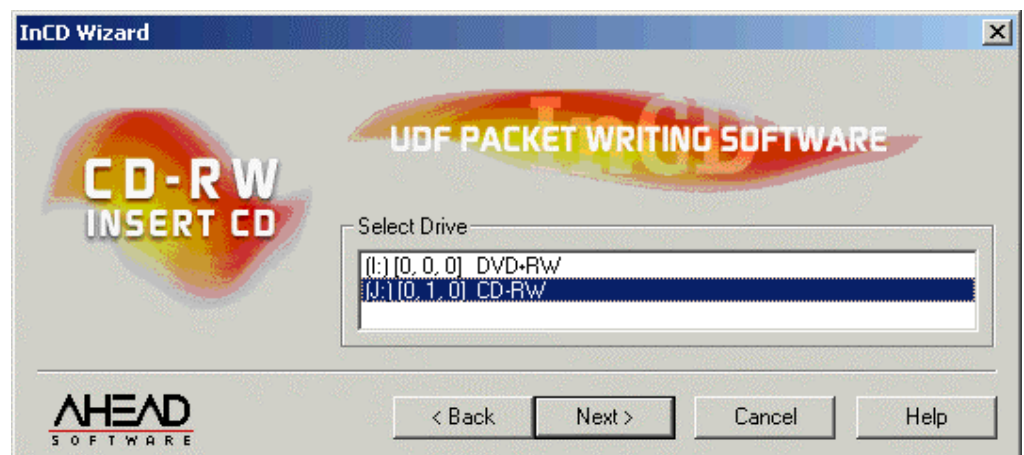 InCD Wizard
CD-RW
INSERT CD
InCD
UDF PACKET WRITING SOFTWARE
Select Drive
(I:) [0, 0, 0] DVD+RW
(J:) [0, 1, 0] CD-RW
AHEAD
SOFTWARE
< Back
Next >
Cancel
Help